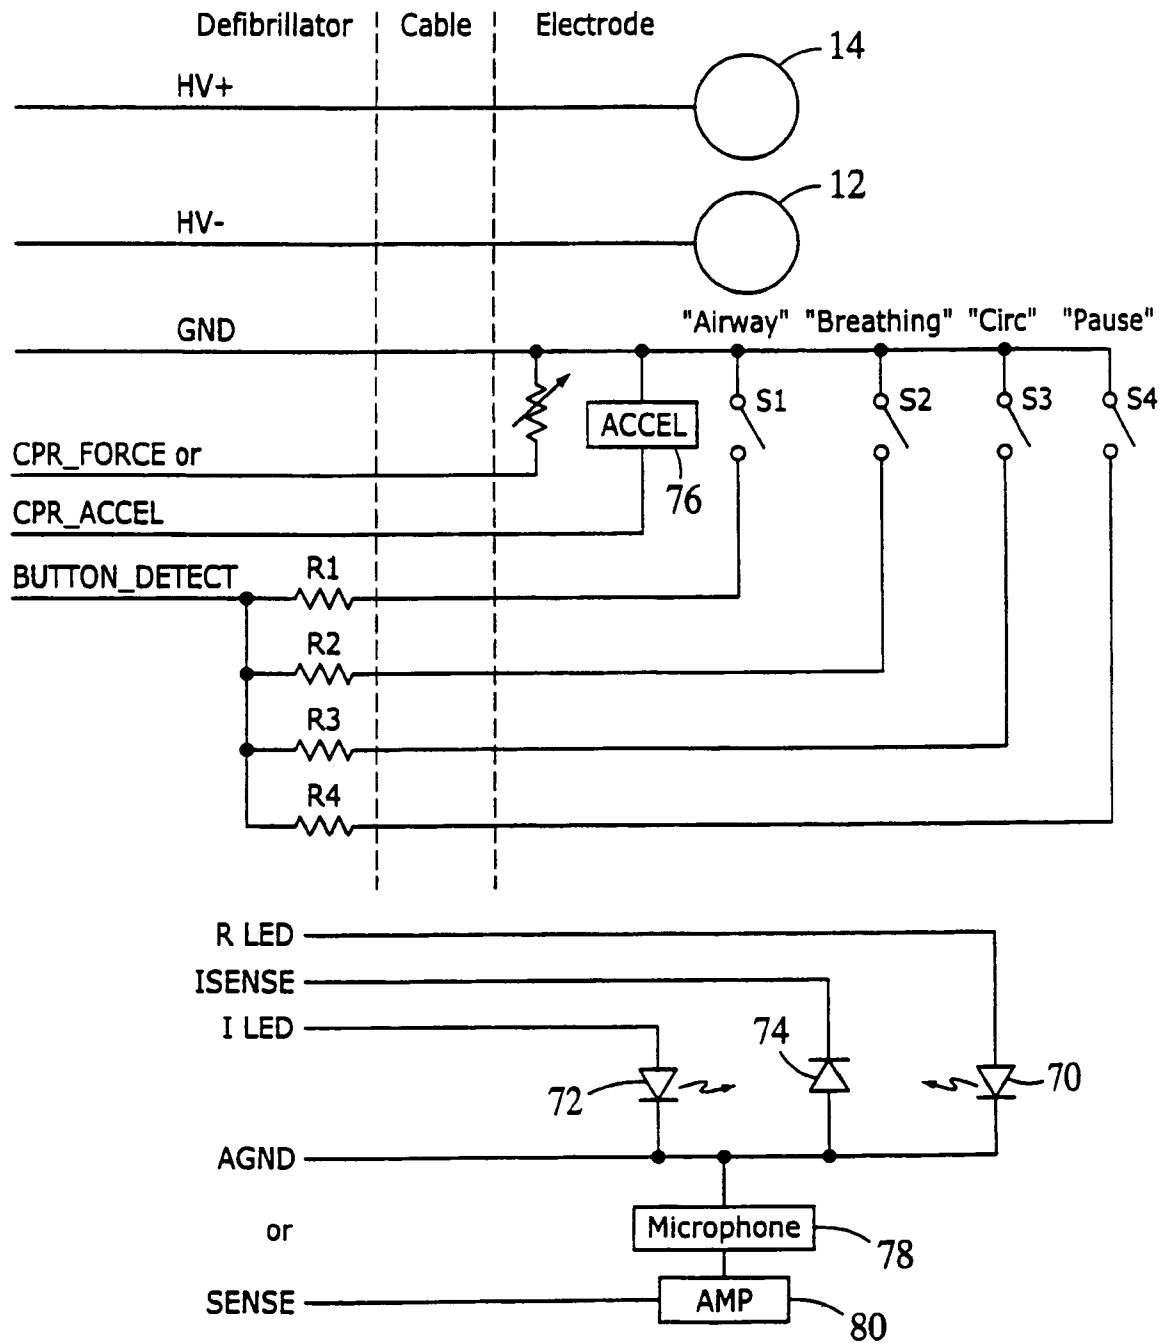 Defibrillator Cable Electrode
14
HV+
12
HV-
"Airway" "Breathing" "Circ" "Pause"
GND
S1 S2 S3 S4
ACCEL
CPR_FORCE or
76
CPR_ACCEL
R1
BUTTON_DETECT
R2
R3
R4
R LED
ISENSE
I LED
74
72
70
AGND
or
Microphone
78
SENSE
AMP
80